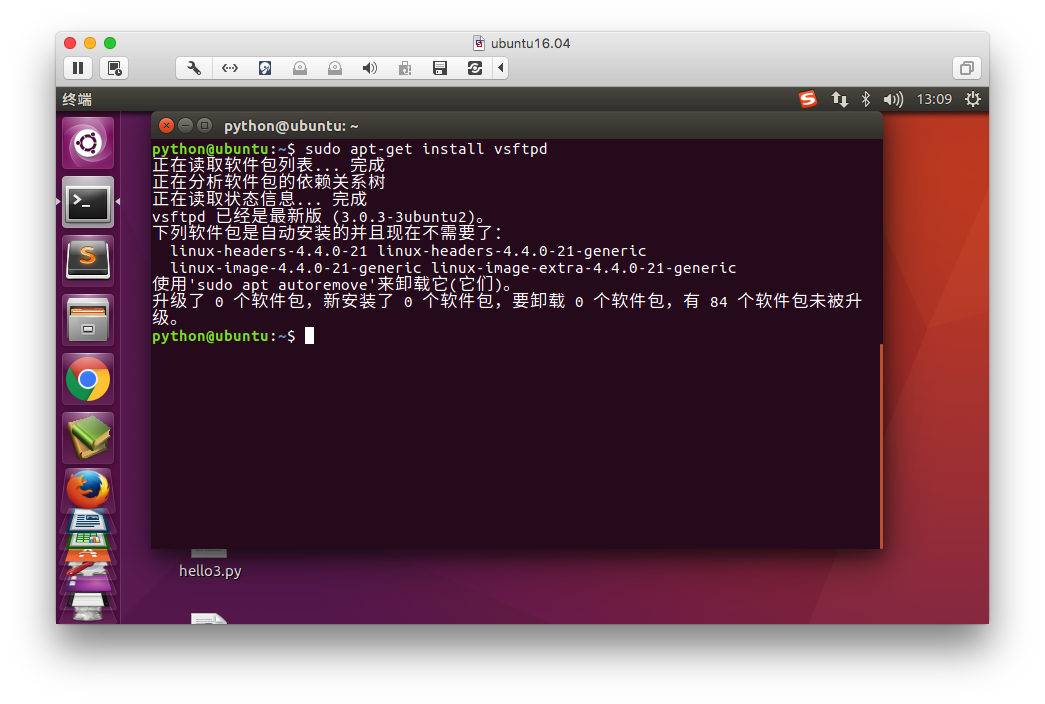 ubuntu16.04
终端
13:09
python@ubuntu: ~
python@ubuntu:~$ sudo apt-get install vsftpd
正在读取软件包列表... 完成
正在分析软件包的依赖关系树
正在读取状态信息... 完成
vsftpd 已经是最新版 (3.0.3-3ubuntu2)。
下列软件包是自动安装的并且现在不需要了：
linux-headers-4.4.0-21 linux-headers-4.4.0-21-generic
linux-image-4.4.0-21-generic linux-image-extra-4.4.0-21-generic
使用'sudo apt autoremove'来卸载它(它们)。
升级了 0 个软件包，新安装了 0 个软件包，要卸载 0 个软件包，有 84 个软件包未被升
级。
python@ubuntu:~$
hello3.py